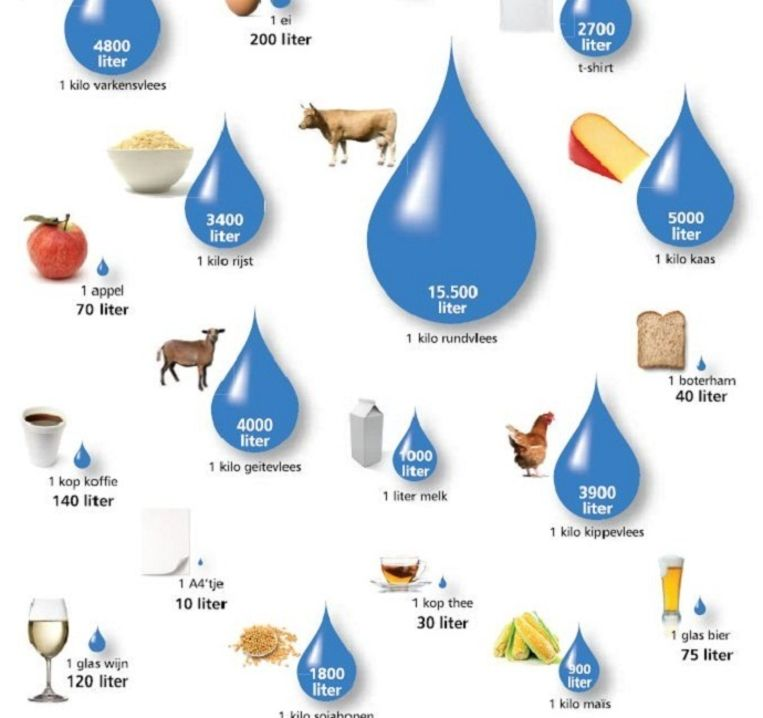 4800
liter
1 kilo varkensvlees
1 ei
200 liter
2700
liter
t-shirt
3400
liter
1 kilo rijst
15.500
liter
1 kilo rundvlees
5000
liter
1 kilo kaas
1 appel
70 liter
4000
liter
1 kilo geitevlees
1000
liter
1 liter melk
1 boterham
40 liter
3900
liter
1 kilo kippevlees
1 kop koffie
140 liter
1 A4'tje
10 liter
1 kop thee
30 liter
1 glas bier
75 liter
1 glas wijn
120 liter
1800
liter
1 kilo sojabonen
900
liter
1 kilo maïs